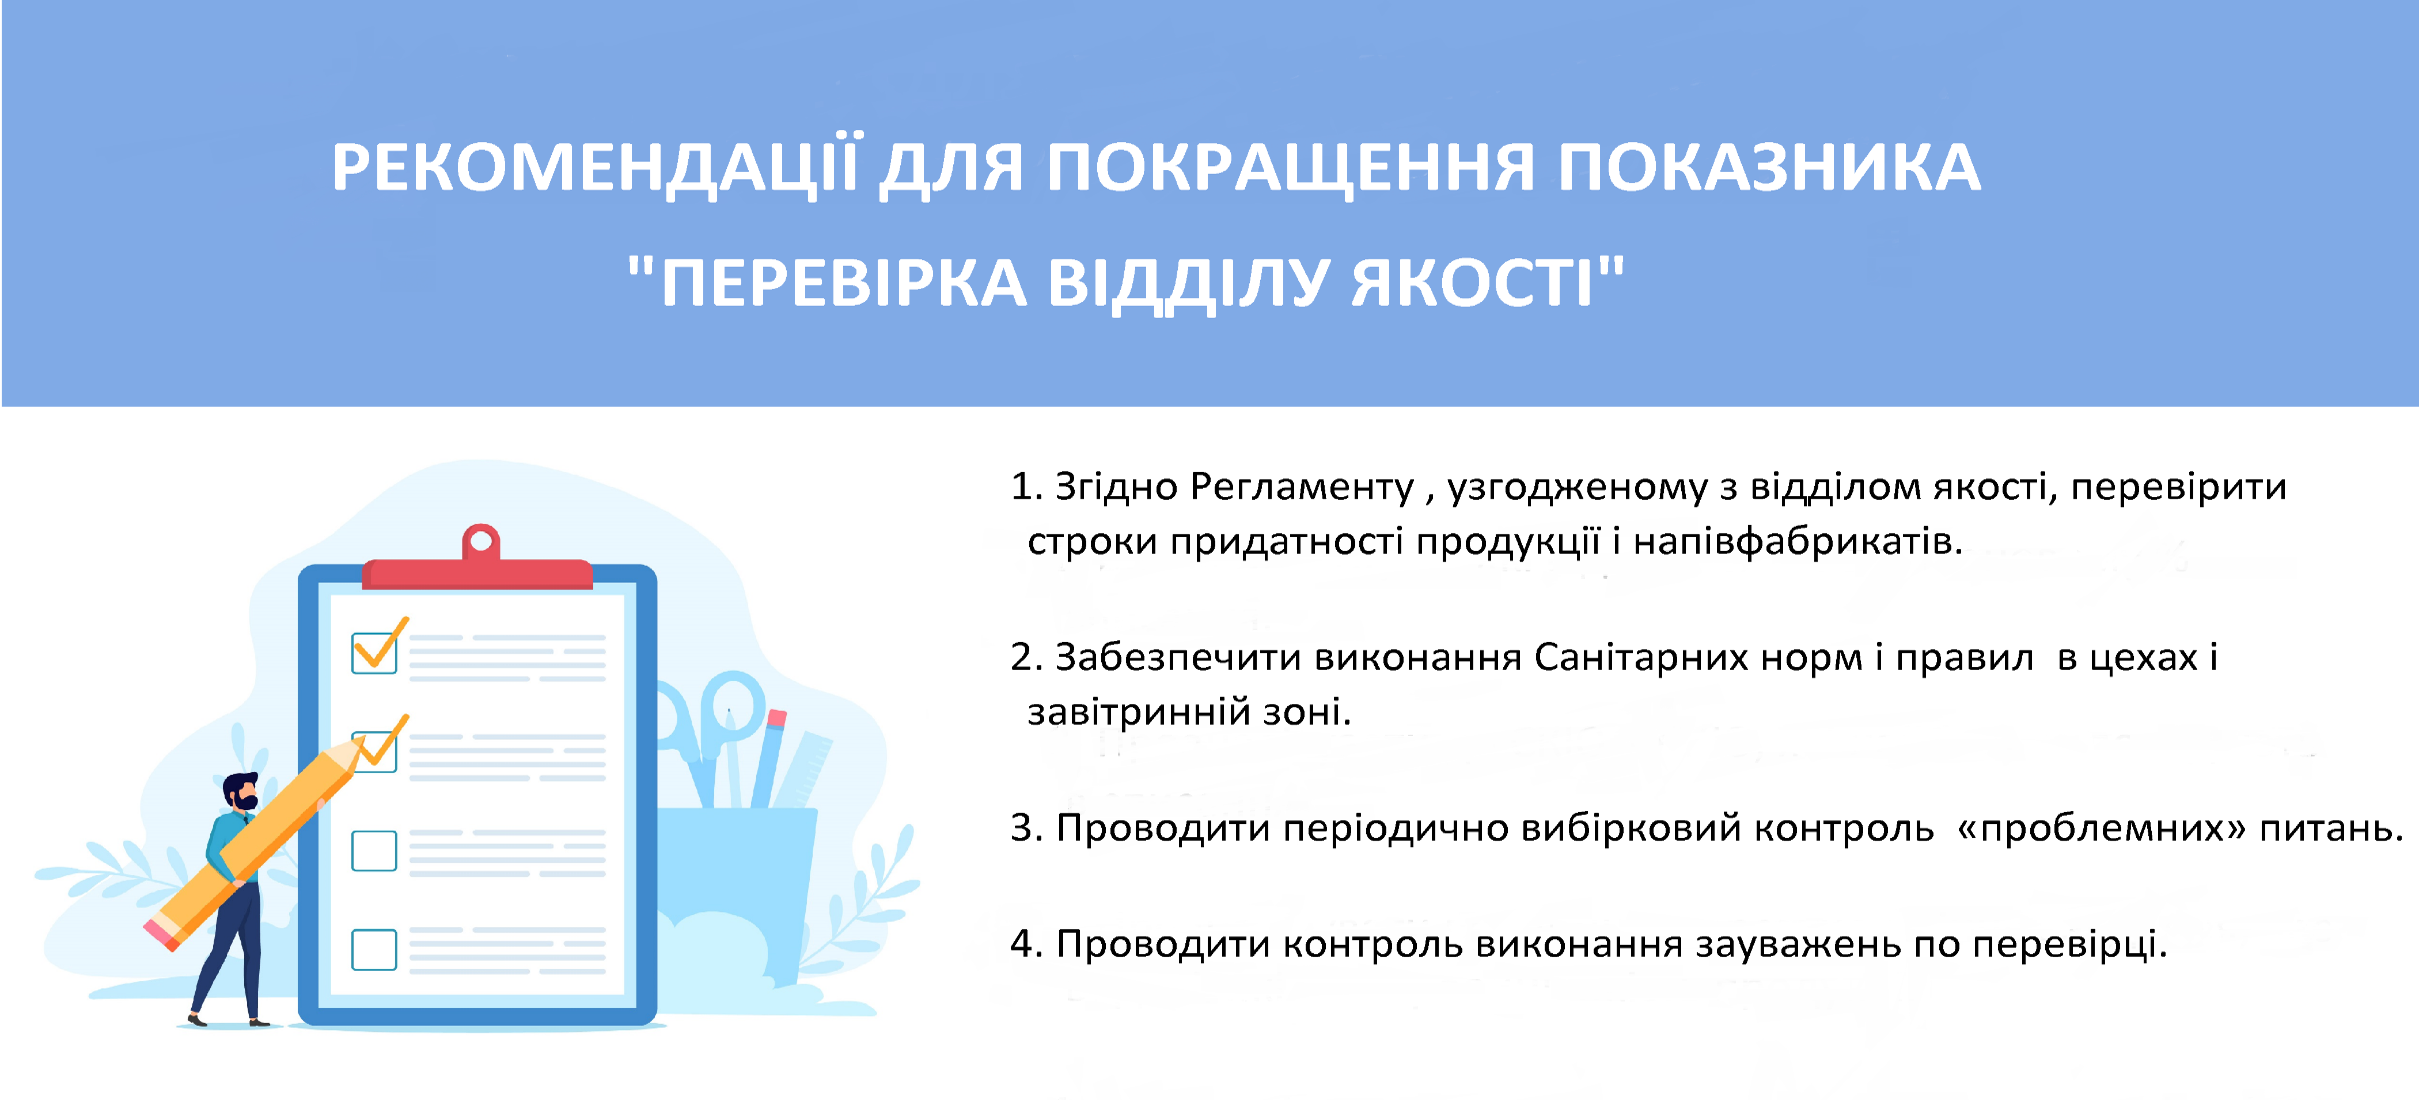 РЕКОМЕНДАЦІЇ ДЛЯ ПОКРАЩЕННЯ ПОКАЗНИКА
"ПЕРЕВІРКА ВІДДІЛУ ЯКОСТІ"
1. Згідно Регламенту , узгодженому з відділом якості, перевірити
строки придатності продукції і напівфабрикатів.
2. Забезпечити виконання Санітарних норм і правил  в цехах і
завітринній зоні.
3. Проводити періодично вибірковий контроль  «проблемних» питань.
4. Проводити контроль виконання зауважень по перевірці.